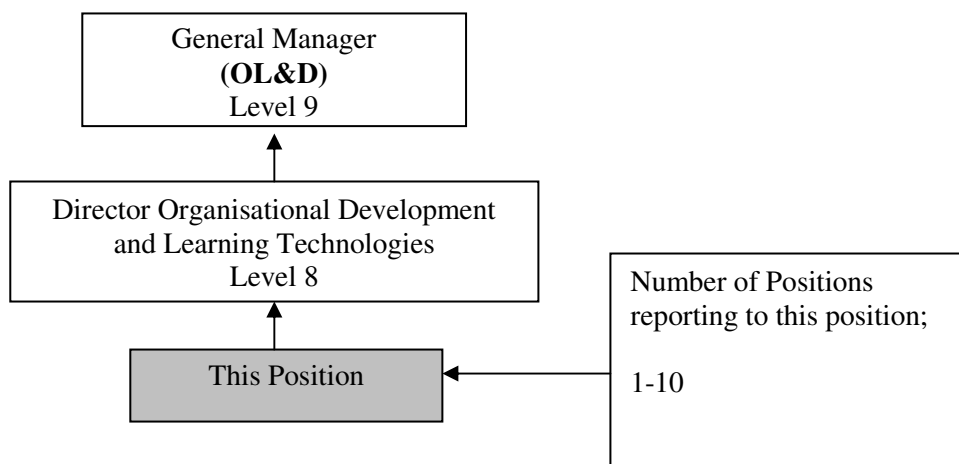 General Manager
(OL&D)
Level 9
Director Organisational Development
and Learning Technologies
Level 8
This Position
Number of Positions
reporting to this position;
1-10